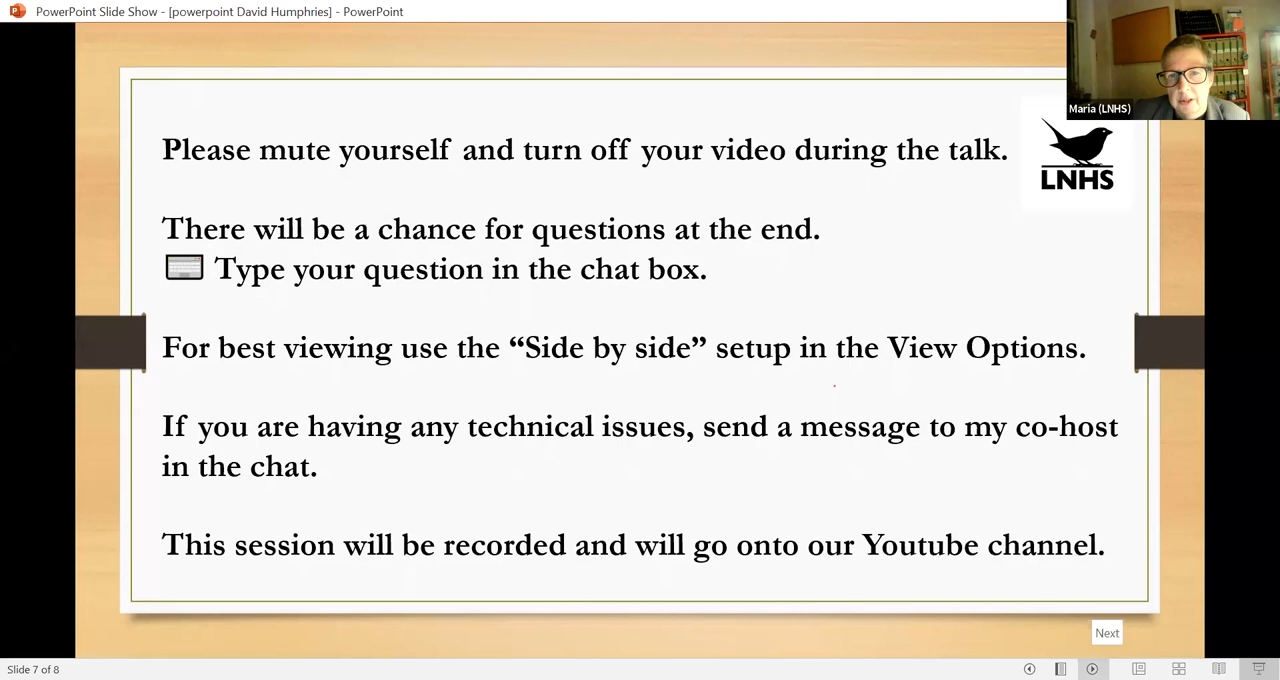 PowerPoint Slide Show - [powerpoint David Humphries] - PowerPoint
Maria (LNHS)
Please mute yourself and turn off your video during the talk.
LNHS
There will be a chance for questions at the end.
Type your question in the chat box.
For best viewing use the “Side by side” setup in the View Options.
If you are having any technical issues, send a message to my co-host
in the chat.
This session will be recorded and will go onto our Youtube channel.
Next
Slide 7 of 8